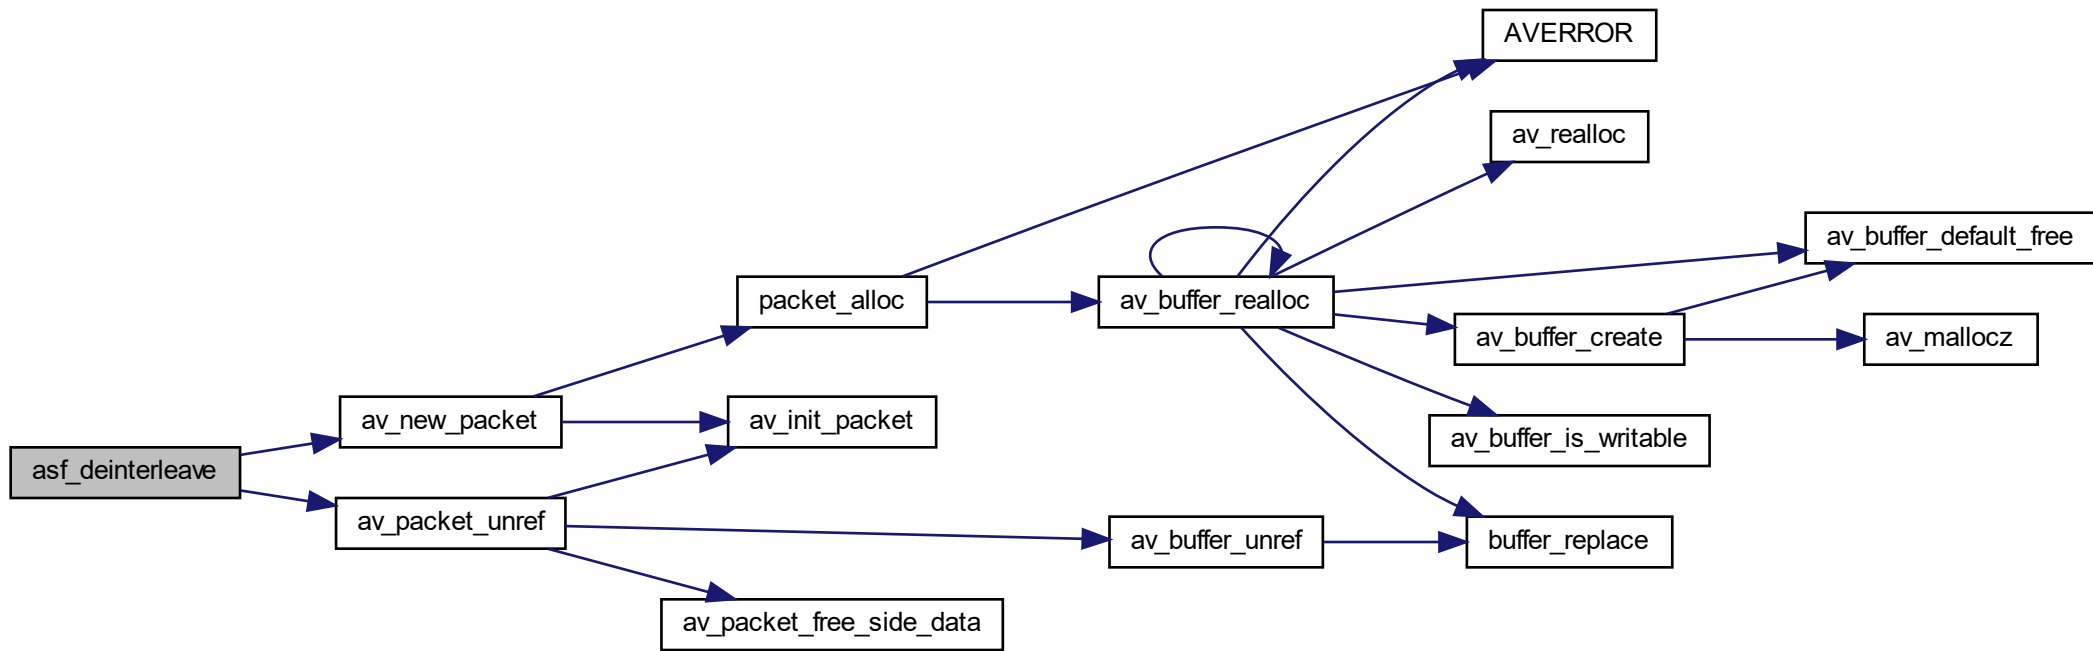 AVERROR
av_realloc
av_buffer_default_free
packet_alloc
av_buffer_realloc
av_buffer_create
av_mallocz
av_new_packet
av_init_packet
av_buffer_is_writable
asf_deinterleave
av_packet_unref
av_buffer_unref
buffer_replace
av_packet_free_side_data